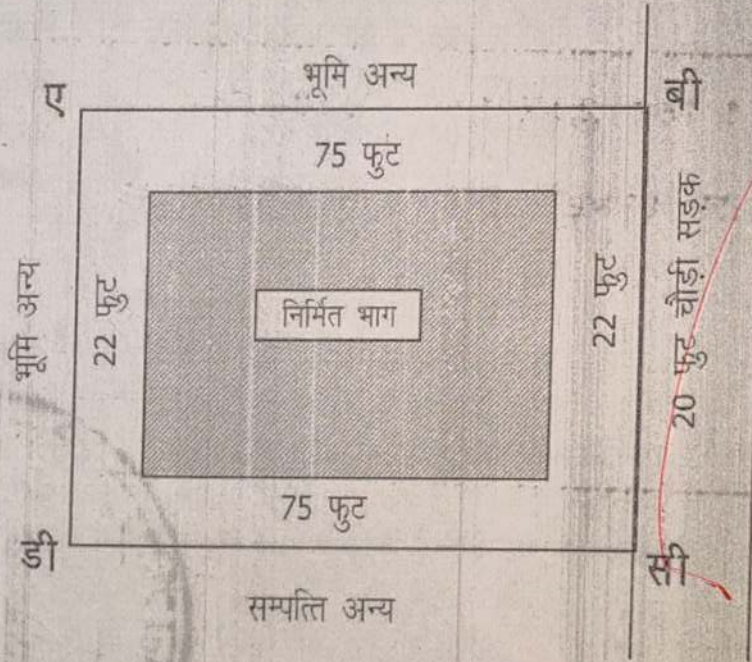 भूमि अन्य
ए
बी
75 फुट
भूमि अन्य
22 फुट
निर्मित भाग
22 फुट
20 फुट चौड़ी सड़क
75 फुट
डी
सी
सम्पत्ति अन्य